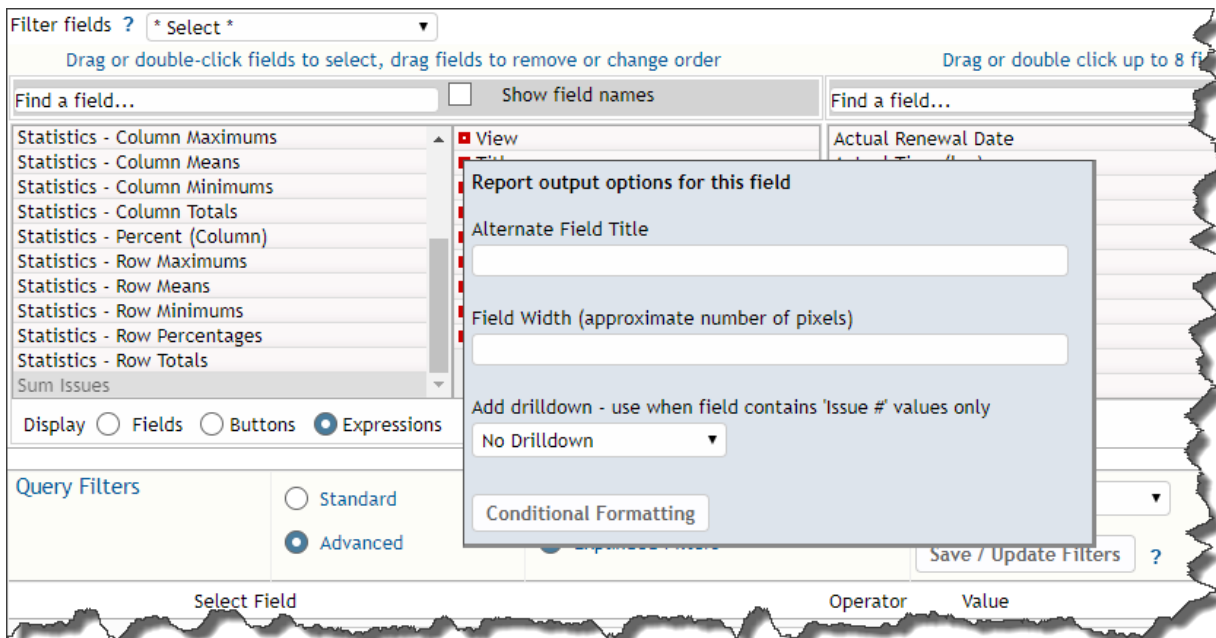 Filter fields ? * Select *
Drag or double-click fields to select, drag fields to remove or change order
Drag or double click up to 8
Find a field...
Show field names
Find a field...
Statistics - Column Maximums
Statistics - Column Means
Statistics - Column Minimums
Statistics - Column Totals
Statistics - Percent (Column)
Statistics - Row Maximums
Statistics - Row Means
Statistics - Row Minimums
Statistics - Row Percentages
Statistics - Row Totals
Sum Issues
View
Actual Renewal Date
Report output options for this field
Alternate Field Title
Field Width (approximate number of pixels)
Add drilldown - use when field contains 'Issue #' values only
No Drilldown
Conditional Formatting
Display Fields Buttons Expressions
Query Filters
Standard
Advanced
Save / Update Filters ?
Select Field
Operator
Value